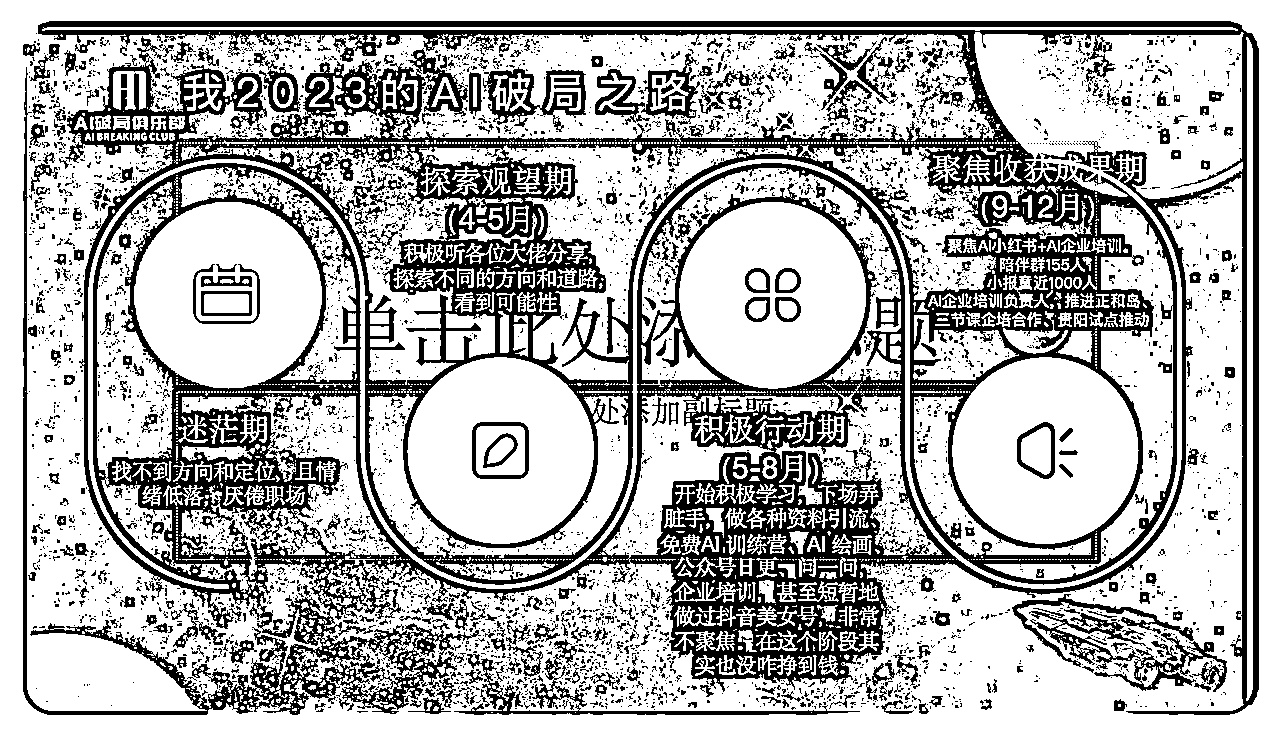 AI破局俱乐部
AI BREAKING CLUB
我2023的AI破局之路
探索观望期
(4-5月)
积极听各位大佬分享,
探索不同的方向和道路,
看到可能性
聚焦收获成果期
(9-12月)
聚焦AI小红书+AI企业培训、
陪伴群155人,
小报童近1000人
AI企业培训负责人、推进正和岛、
三节课企培合作、贵阳试点推动
单击此处添
题
处添加副标题
迷茫期
找不到方向和定位、且情
绪低落,厌倦职场
积极行动期
(5-8月)
开始积极学习,下场弄
脏手,做各种资料引流、
免费AI 训练营、AI 绘画、
公众号日更、问一问,
企业培训,甚至短暂地
做过抖音美女号,非常
不聚焦。在这个阶段其
实也没咋挣到钱。